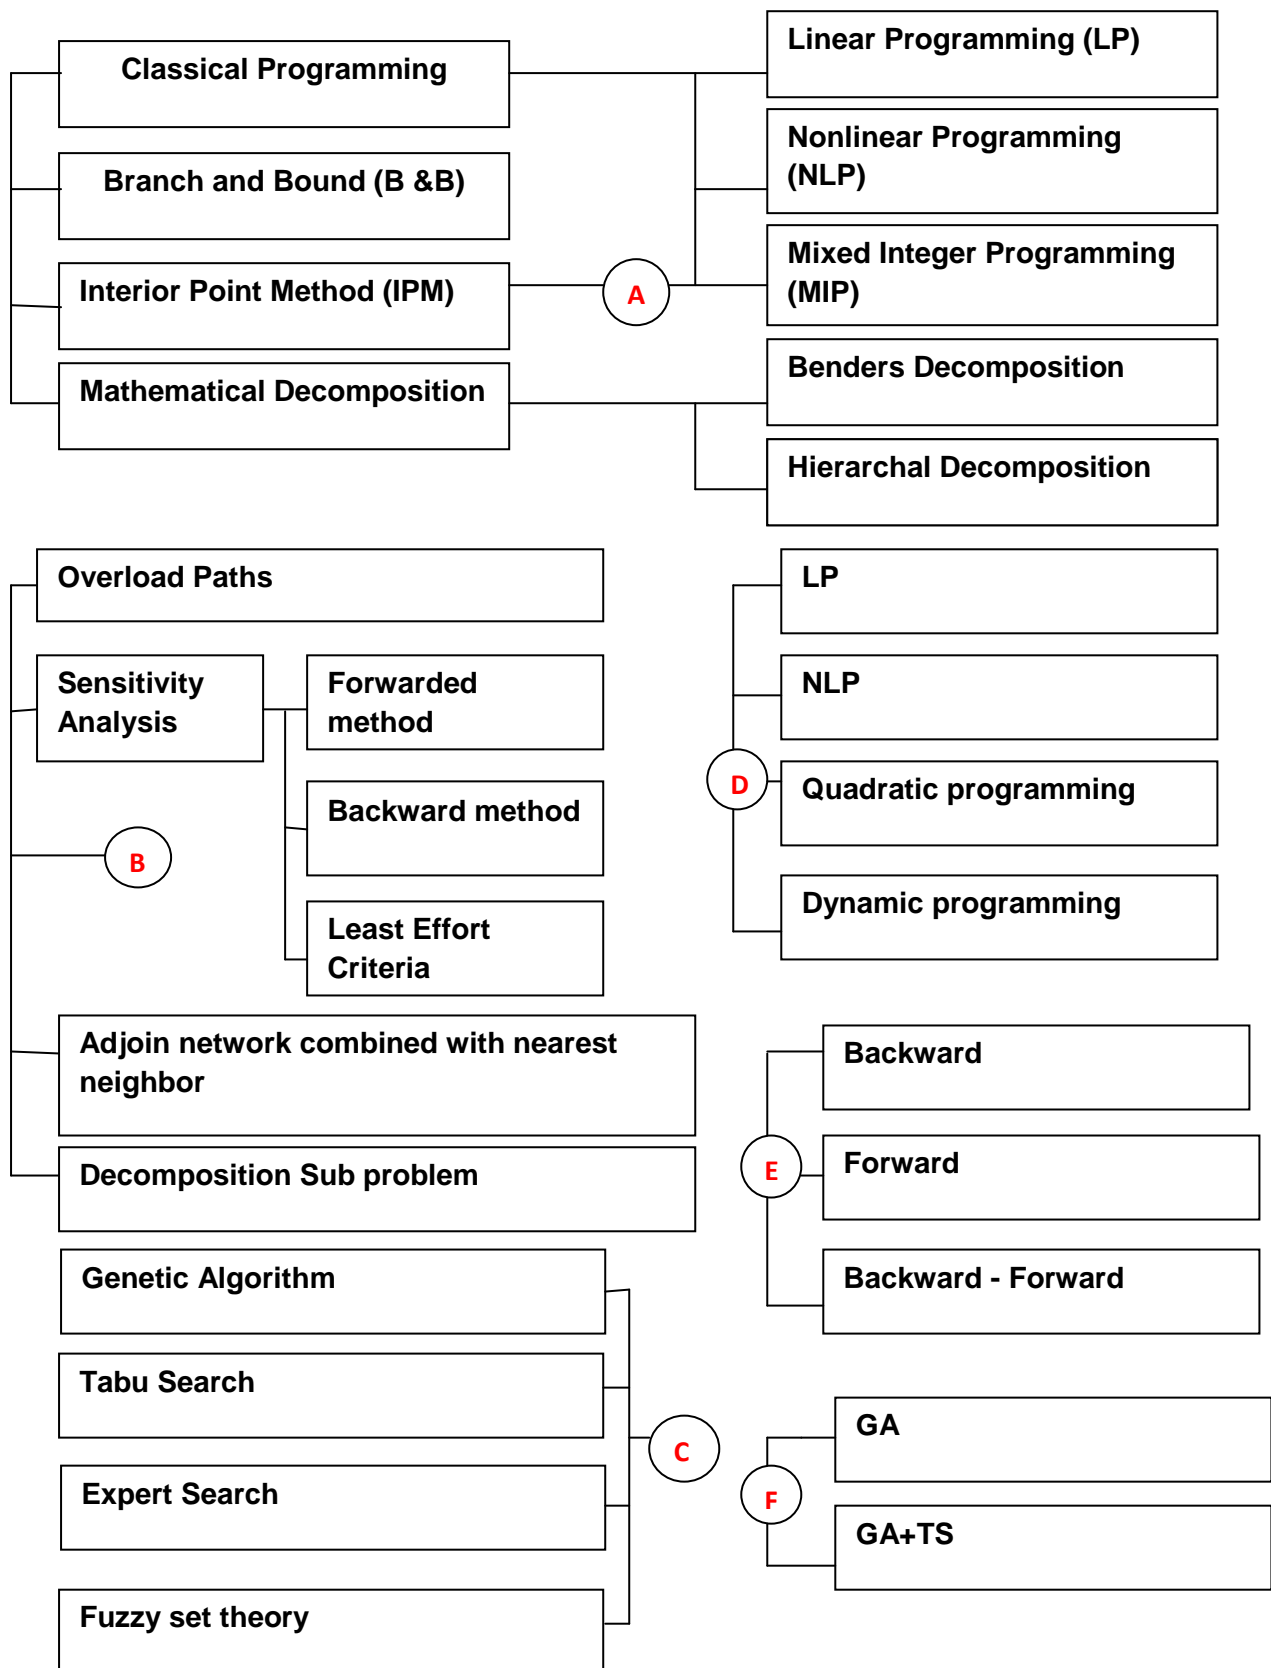 Linear Programming (LP)
Classical Programming
Nonlinear Programming
(NLP)
Branch and Bound (B &B)
Mixed Integer Programming
(MIP)
Interior Point Method (IPM)
A
Benders Decomposition
Mathematical Decomposition
Hierarchal Decomposition
Overload Paths
Sensitivity
Analysis
Forwarded
method
Backward method
B
Least Effort
Criteria
Adjoin network combined with nearest
neighbor
Decomposition Sub problem
LP
NLP
D
Quadratic programming
Dynamic programming
Backward
E
Forward
Backward - Forward
Genetic Algorithm
Tabu Search
C
Expert Search
Fuzzy set theory
GA
F
GA+TS